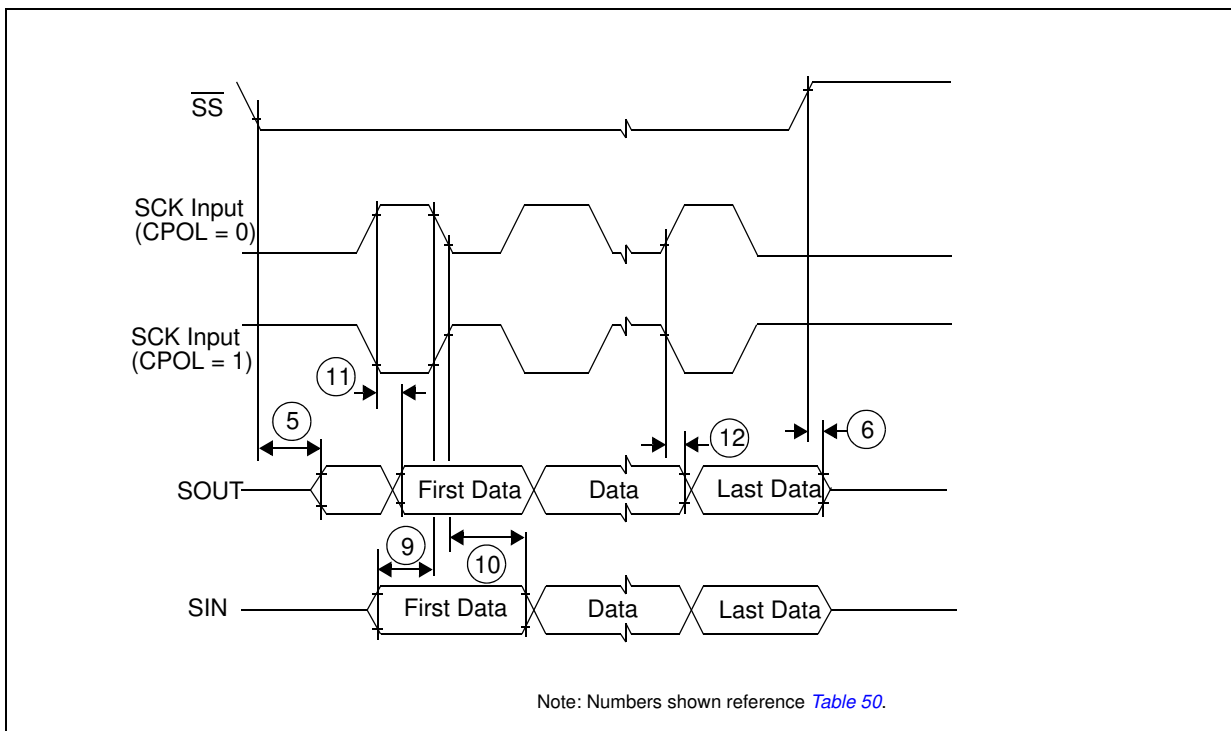 SS
SCK Input
(CPOL = 0)
SCK Input
(CPOL = 1)
11
5
12
6
SOUT
First Data
Data
Last Data
9
10
SIN
First Data
Data
Last Data
Note: Numbers shown reference Table 50.